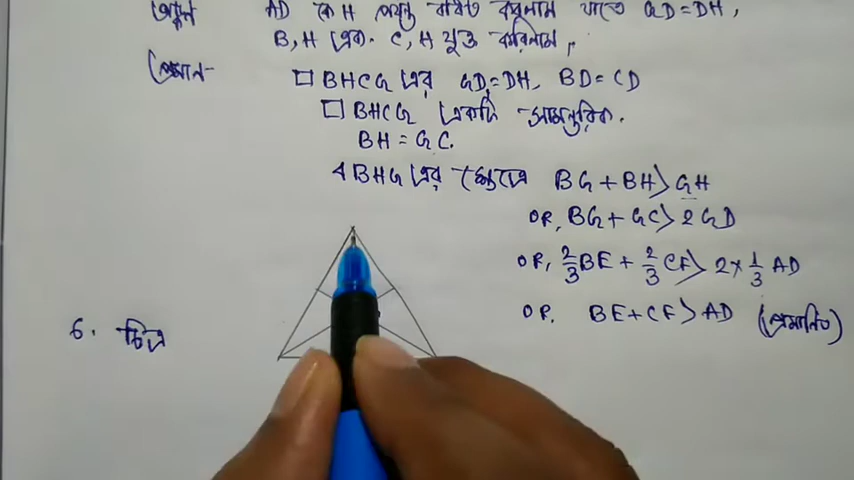 অঙ্কন AD কে H পর্যন্ত বর্ধিত করলাম যাতে GD = DH,
B, H এবং C, H যুক্ত করিলাম,
প্রমান- □ BHCG এর GD = DH, BD = CD
□ BHCG একটি সামন্তরিক.
BH = GC.
△BHG এর ক্ষেত্রে BG + BH > GH
OR, BG + GC > 2GD
OR, 2/3 BE + 2/3 CF > 2 × 1/3 AD
OR. BE + CF > AD (প্রমানিত)
6. চিত্র